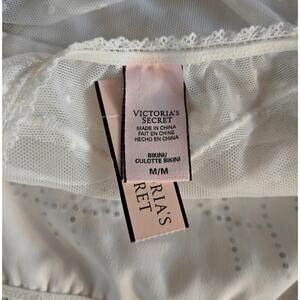 VICTORIA'S
SECRET
MADE IN CHINA
FAIT EN CHINE
HECHO EN CHINA
BIKINI/
CULOTTE BIKINI
M/M
RIA'S
RET